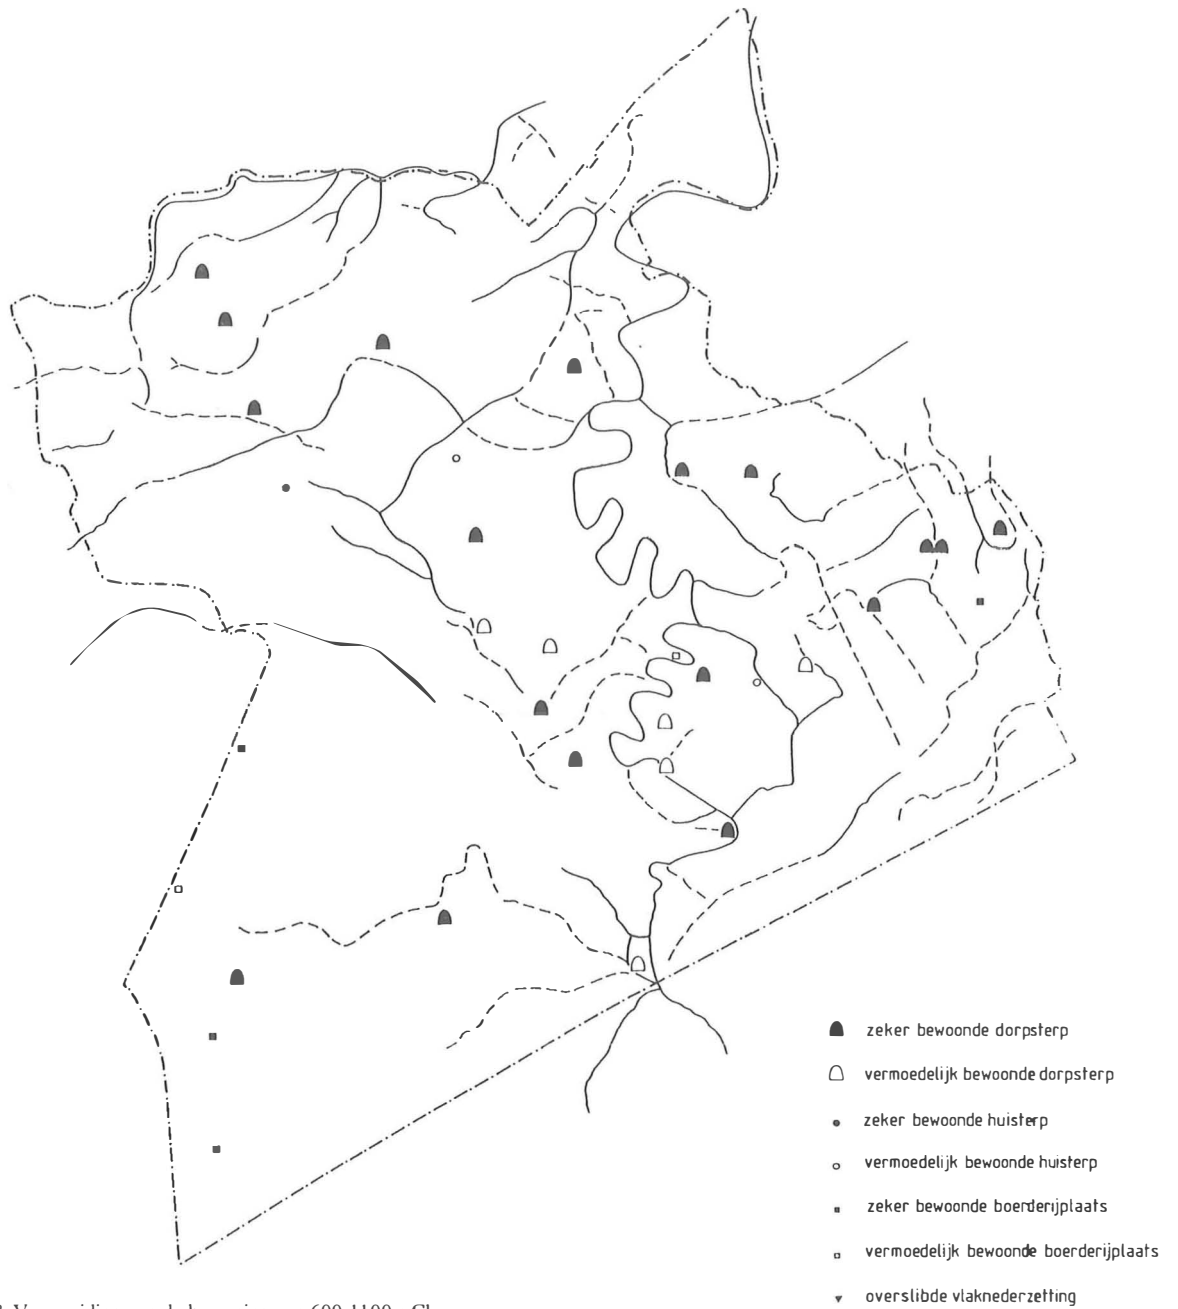 zeker bewoonde dorpsterp
vermoedelijk bewoonde dorpsterp
zeker bewoonde huisterp
vermoedelijk bewoonde huisterp
zeker bewoonde boerderijplaats
vermoedelijk bewoonde boerderijplaats
overslibde vlaknederzetting